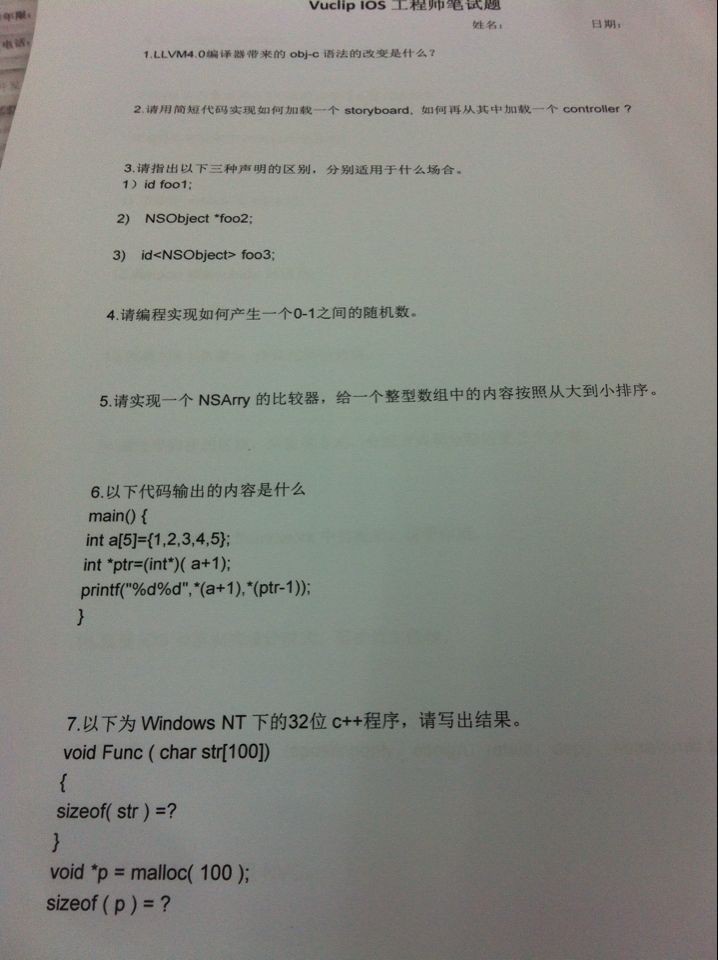 年限:
电话:
Vuclip IOS 工程师笔试题
姓名: 日期:
1.LLVM4.0编译器带来的 obj-c 语法的改变是什么?
2.请用简短代码实现如何加载一个 storyboard, 如何再从其中加载一个 controller ?
3.请指出以下三种声明的区别，分别适用于什么场合。
1）id foo1;
2) NSObject *foo2;
3) id<NSObject> foo3;
4.请编程实现如何产生一个0-1之间的随机数。
5.请实现一个 NSArry 的比较器，给一个整型数组中的内容按照从大到小排序。
6.以下代码输出的内容是什么
main() {
int a[5]={1,2,3,4,5};
int *ptr=(int*)( a+1);
printf("%d%d",*(a+1),*(ptr-1));
}
7.以下为 Windows NT 下的32位 c++程序，请写出结果。
void Func ( char str[100])
{
sizeof( str ) =?
}
void *p = malloc( 100 );
sizeof ( p ) = ?